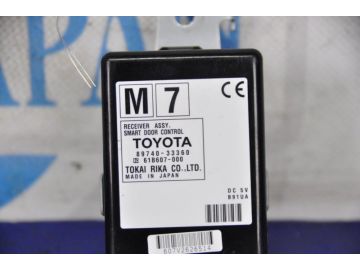 M 7
CE
RECEIVER ASSY.
SMART DOOR CONTROL
TOYOTA
89740-33360
618607-000
TOKAI RIKA CO.,LTD.
MADE IN JAPAN
DC 5V
B91UA